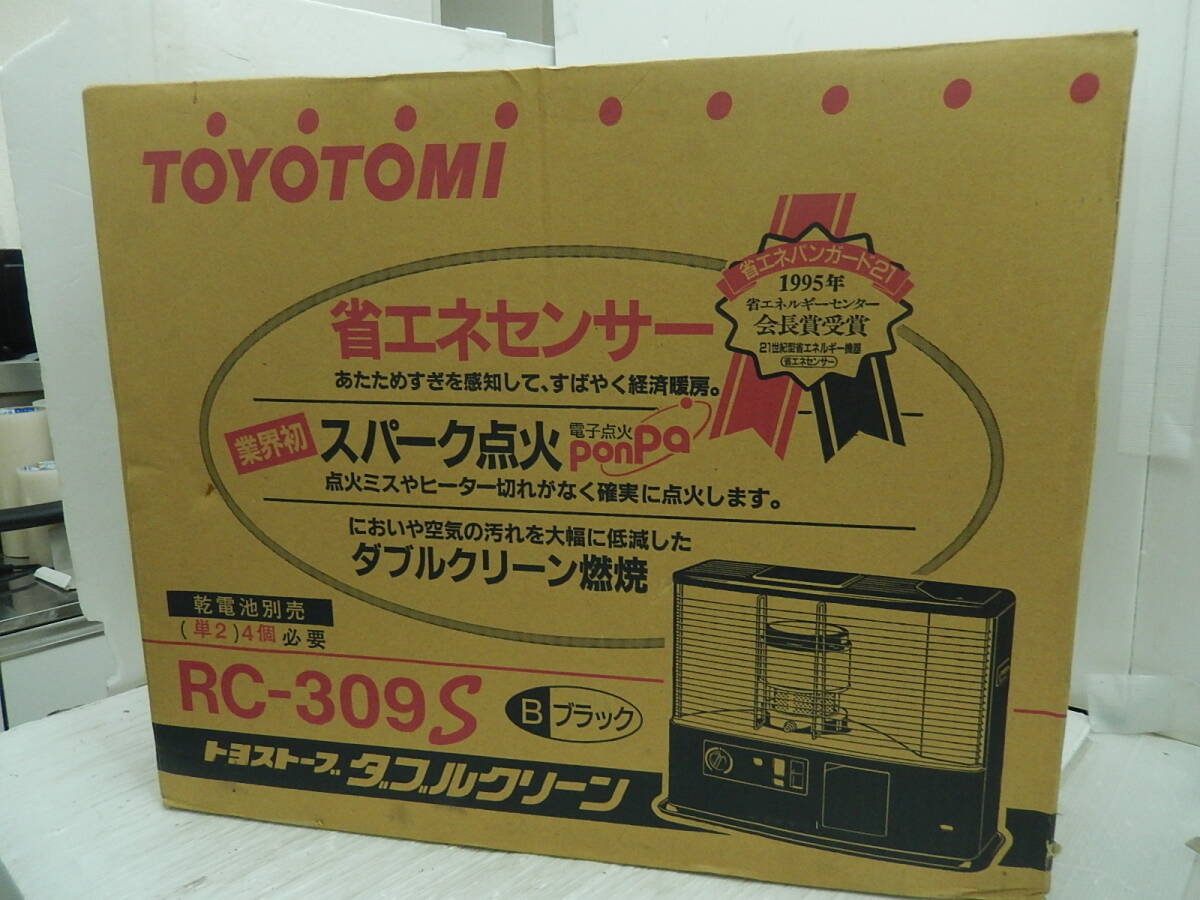 TOYOTOMI
省エネバンガード21
1995年
省エネルギーセンター
会長賞受賞
21世紀型省エネルギー機器
(省エネセンサー)
省エネセンサー
あたためすぎを感知して、すばやく経済暖房。
業界初 スパーク点火 電子点火 ponPa
点火ミスやヒーター切れがなく確実に点火します。
においや空気の汚れを大幅に低減した
ダブルクリーン燃焼
乾電池別売
(単2)4個必要
RC-309S B ブラック
トヨストーブ ダブルクリーン